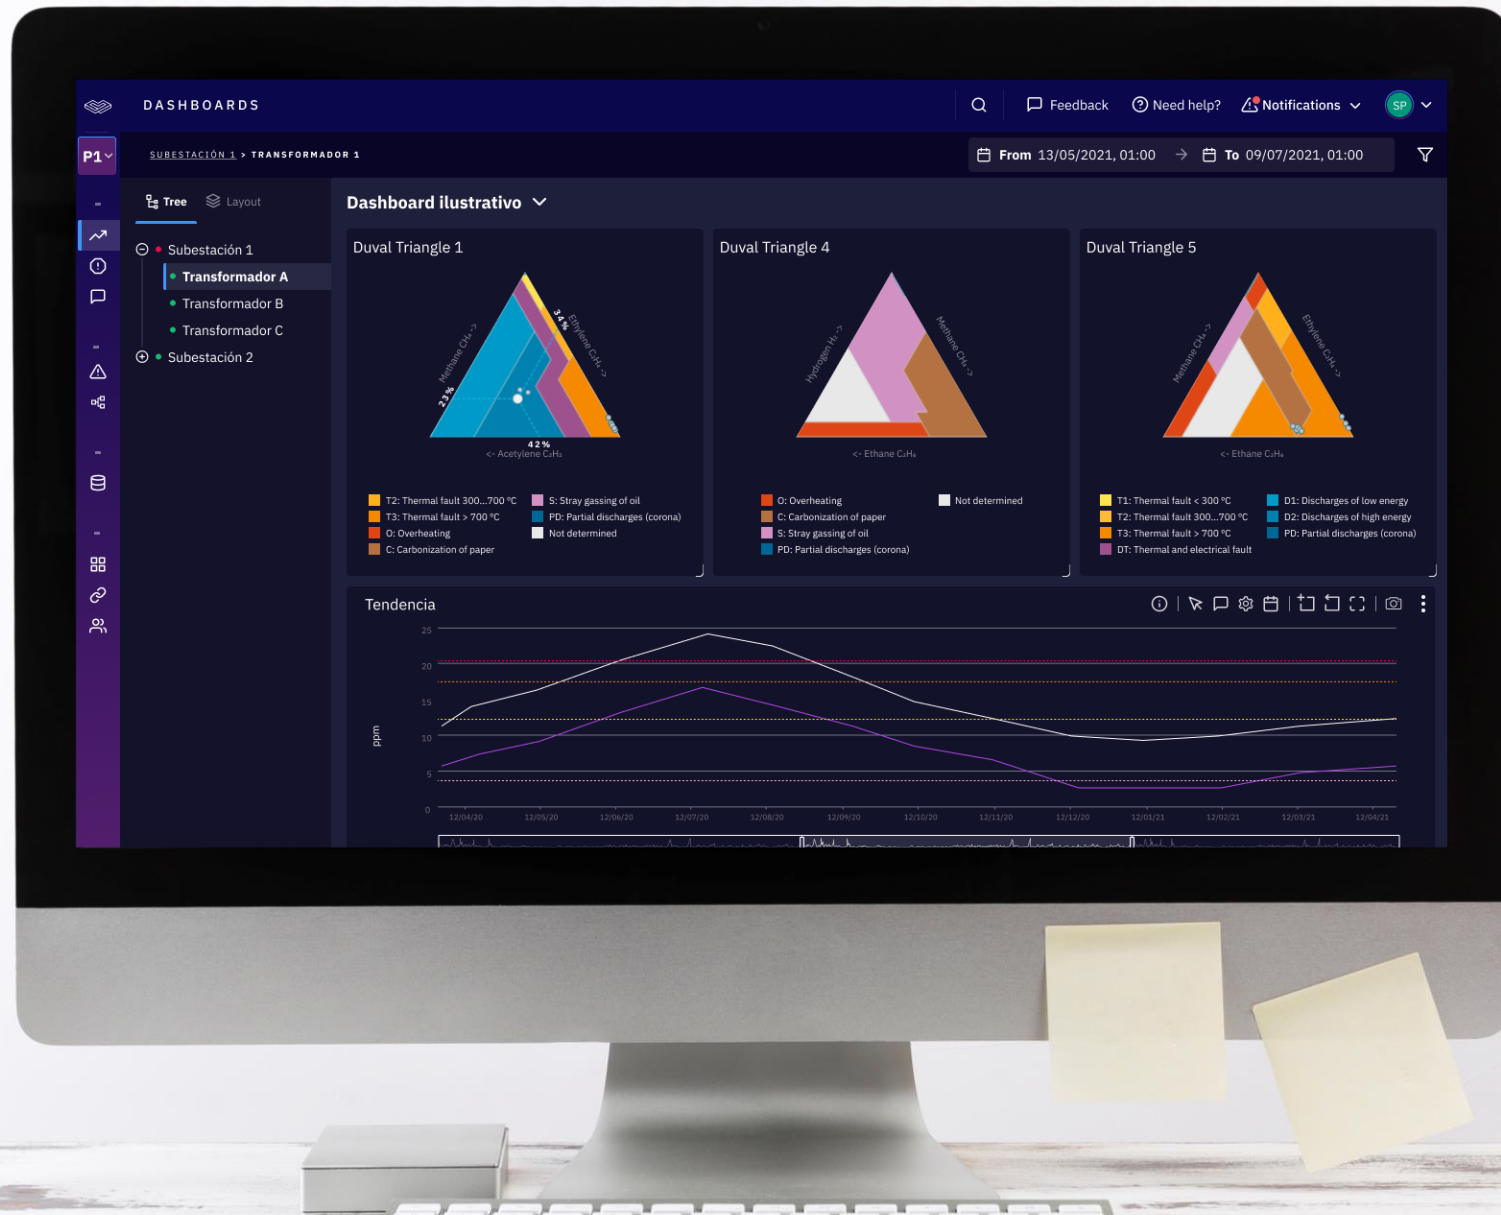 DASHBOARDS
Feedback
Need help?
Notifications
SP
P1
SUBESTACIÓN 1 > TRANSFORMADOR 1
From 13/05/2021, 01:00 → To 09/07/2021, 01:00
Tree
Layout
Dashboard ilustrativo
Subestación 1
Transformador A
Transformador B
Transformador C
Subestación 2
Duval Triangle 1
Methane CH₄ ->
Ethylene C₂H₄ ->
34%
23%
42%
<- Acetylene C₂H₂
T2: Thermal fault 300...700 ºC
T3: Thermal fault > 700 ºC
O: Overheating
C: Carbonization of paper
S: Stray gassing of oil
PD: Partial discharges (corona)
Not determined
Duval Triangle 4
Hydrogen H₂ ->
Methane CH₄ ->
<- Ethane C₂H₆
O: Overheating
C: Carbonization of paper
S: Stray gassing of oil
PD: Partial discharges (corona)
Not determined
Duval Triangle 5
Methane CH₄ ->
Ethylene C₂H₄ ->
<- Ethane C₂H₆
T1: Thermal fault < 300 ºC
T2: Thermal fault 300...700 ºC
T3: Thermal fault > 700 ºC
DT: Thermal and electrical fault
D1: Discharges of low energy
D2: Discharges of high energy
PD: Partial discharges (corona)
Tendencia
ppm
25
20
15
10
5
0
12/04/20 12/05/20 12/06/20 12/07/20 12/08/20 12/09/20 12/10/20 12/11/20 12/12/20 12/01/21 12/02/21 12/03/21 12/04/21